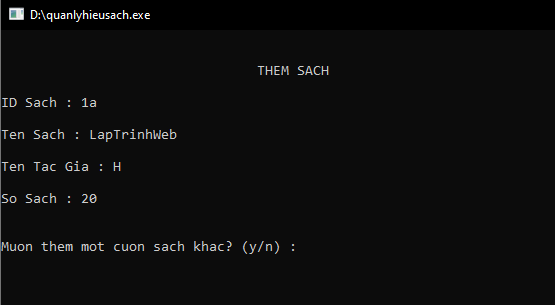 D:\quanlyhieusach.exe
THEM SACH
ID Sach : 1a
Ten Sach : LapTrinhWeb
Ten Tac Gia : H
So Sach : 20
Muon them mot cuon sach khac? (y/n) :